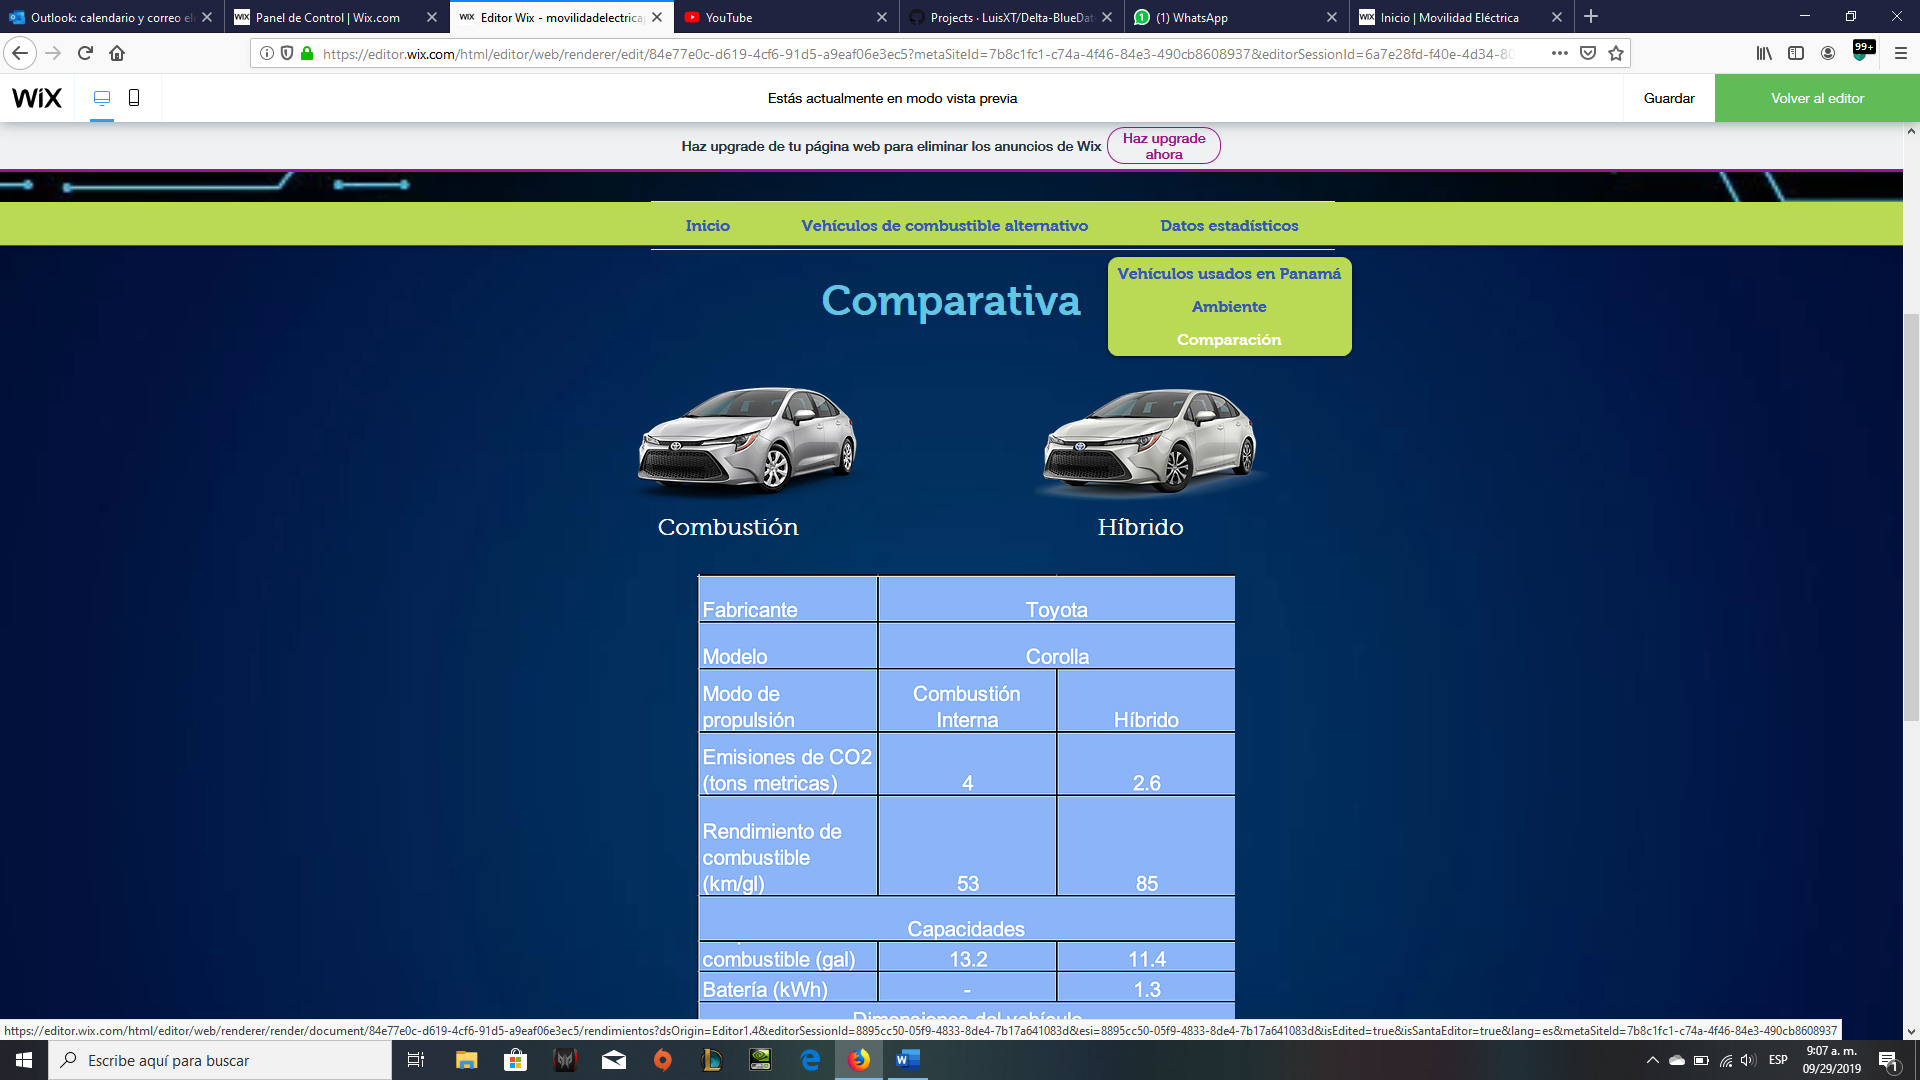 Outlook: calendario y correo el
Panel de Control | Wix.com
Editor Wix - movilidadelectricap
YouTube
Projects · LuisXT/Delta-BlueDat
(1) WhatsApp
Inicio | Movilidad Eléctrica
https://editor.wix.com/html/editor/web/renderer/edit/84e77e0c-d619-4cf6-91d5-a9eaf06e3ec5?metaSiteId=7b8c1fc1-c74a-4f46-84e3-490cb8608937&editorSessionId=6a7e28fd-f40e-4d34-80
99+
WiX
Estás actualmente en modo vista previa
Guardar
Volver al editor
Haz upgrade de tu página web para eliminar los anuncios de Wix
Haz upgrade
ahora
Inicio
Vehículos de combustible alternativo
Datos estadísticos
Vehículos usados en Panamá
Ambiente
Comparación
Comparativa
Combustión
Híbrido
Fabricante
Toyota
Modelo
Corolla
Modo de
propulsión
Combustión
Interna
Híbrido
Emisiones de CO2
(tons metricas)
4
2.6
Rendimiento de
combustible
(km/gl)
53
85
Capacidades
combustible (gal)
13.2
11.4
Batería (kWh)
-
1.3
Dimensiones del vehículo
https://editor.wix.com/html/editor/web/renderer/render/document/84e77e0c-d619-4cf6-91d5-a9eaf06e3ec5/rendimientos?dsOrigin=Editor1.4&editorSessionId=8895cc50-05f9-4833-8de4-7b17a641083d&esi=8895cc50-05f9-4833-8de4-7b17a641083d&isEdited=true&isSantaEditor=true&lang=es&metaSiteId=7b8c1fc1-c74a-4f46-84e3-490cb8608937
Escribe aquí para buscar
ESP
9:07 a. m.
09/29/2019
1